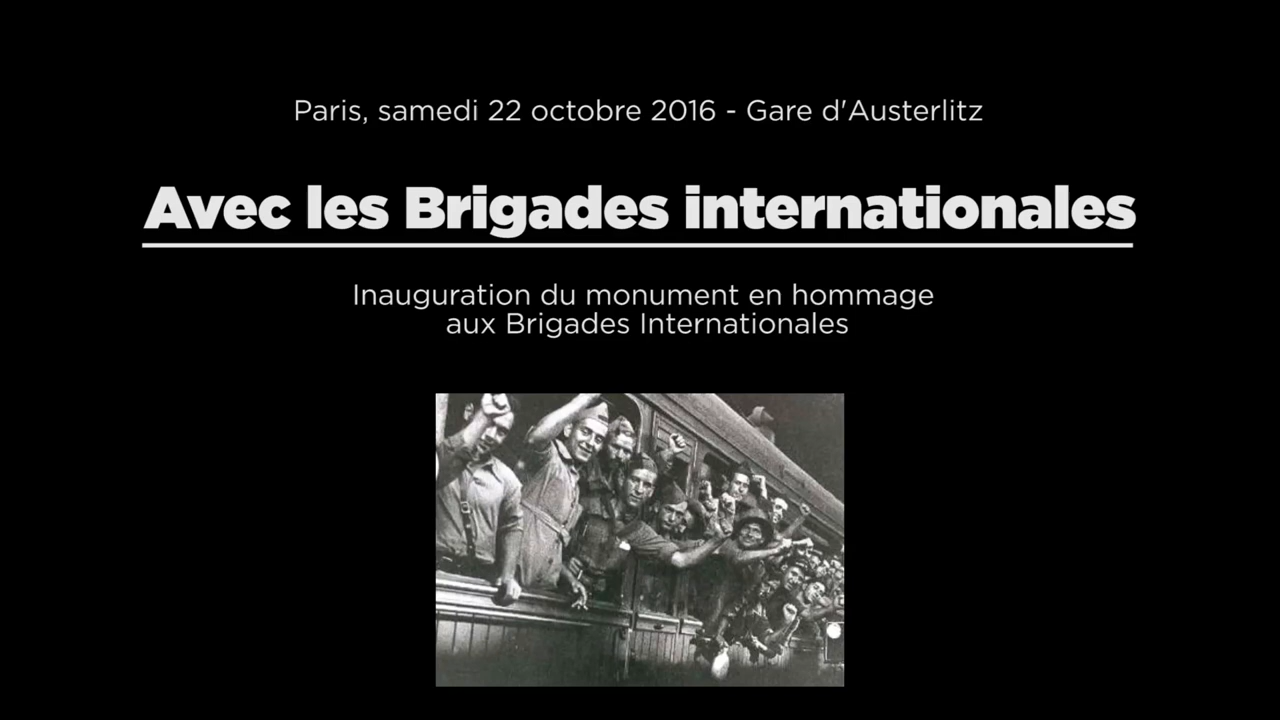 Paris, samedi 22 octobre 2016 - Gare d'Austerlitz
Avec les Brigades internationales
Inauguration du monument en hommage
aux Brigades Internationales